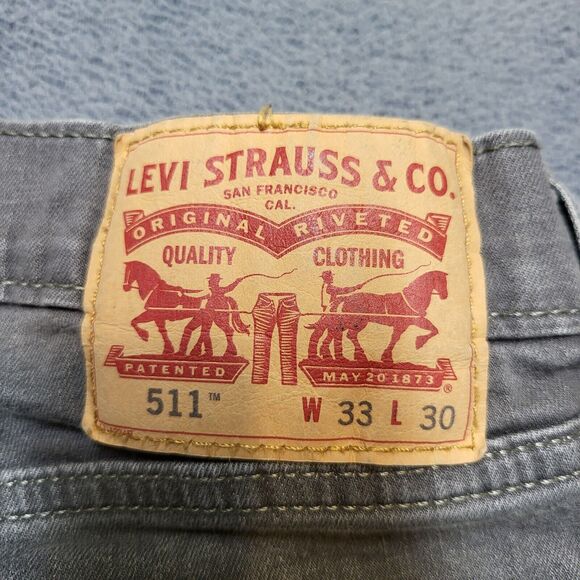 LEVI STRAUSS & CO.
SAN FRANCISCO
CAL.
ORIGINAL RIVETED
QUALITY CLOTHING
PATENTED MAY 20 1873 ®
511™ W 33 L 30